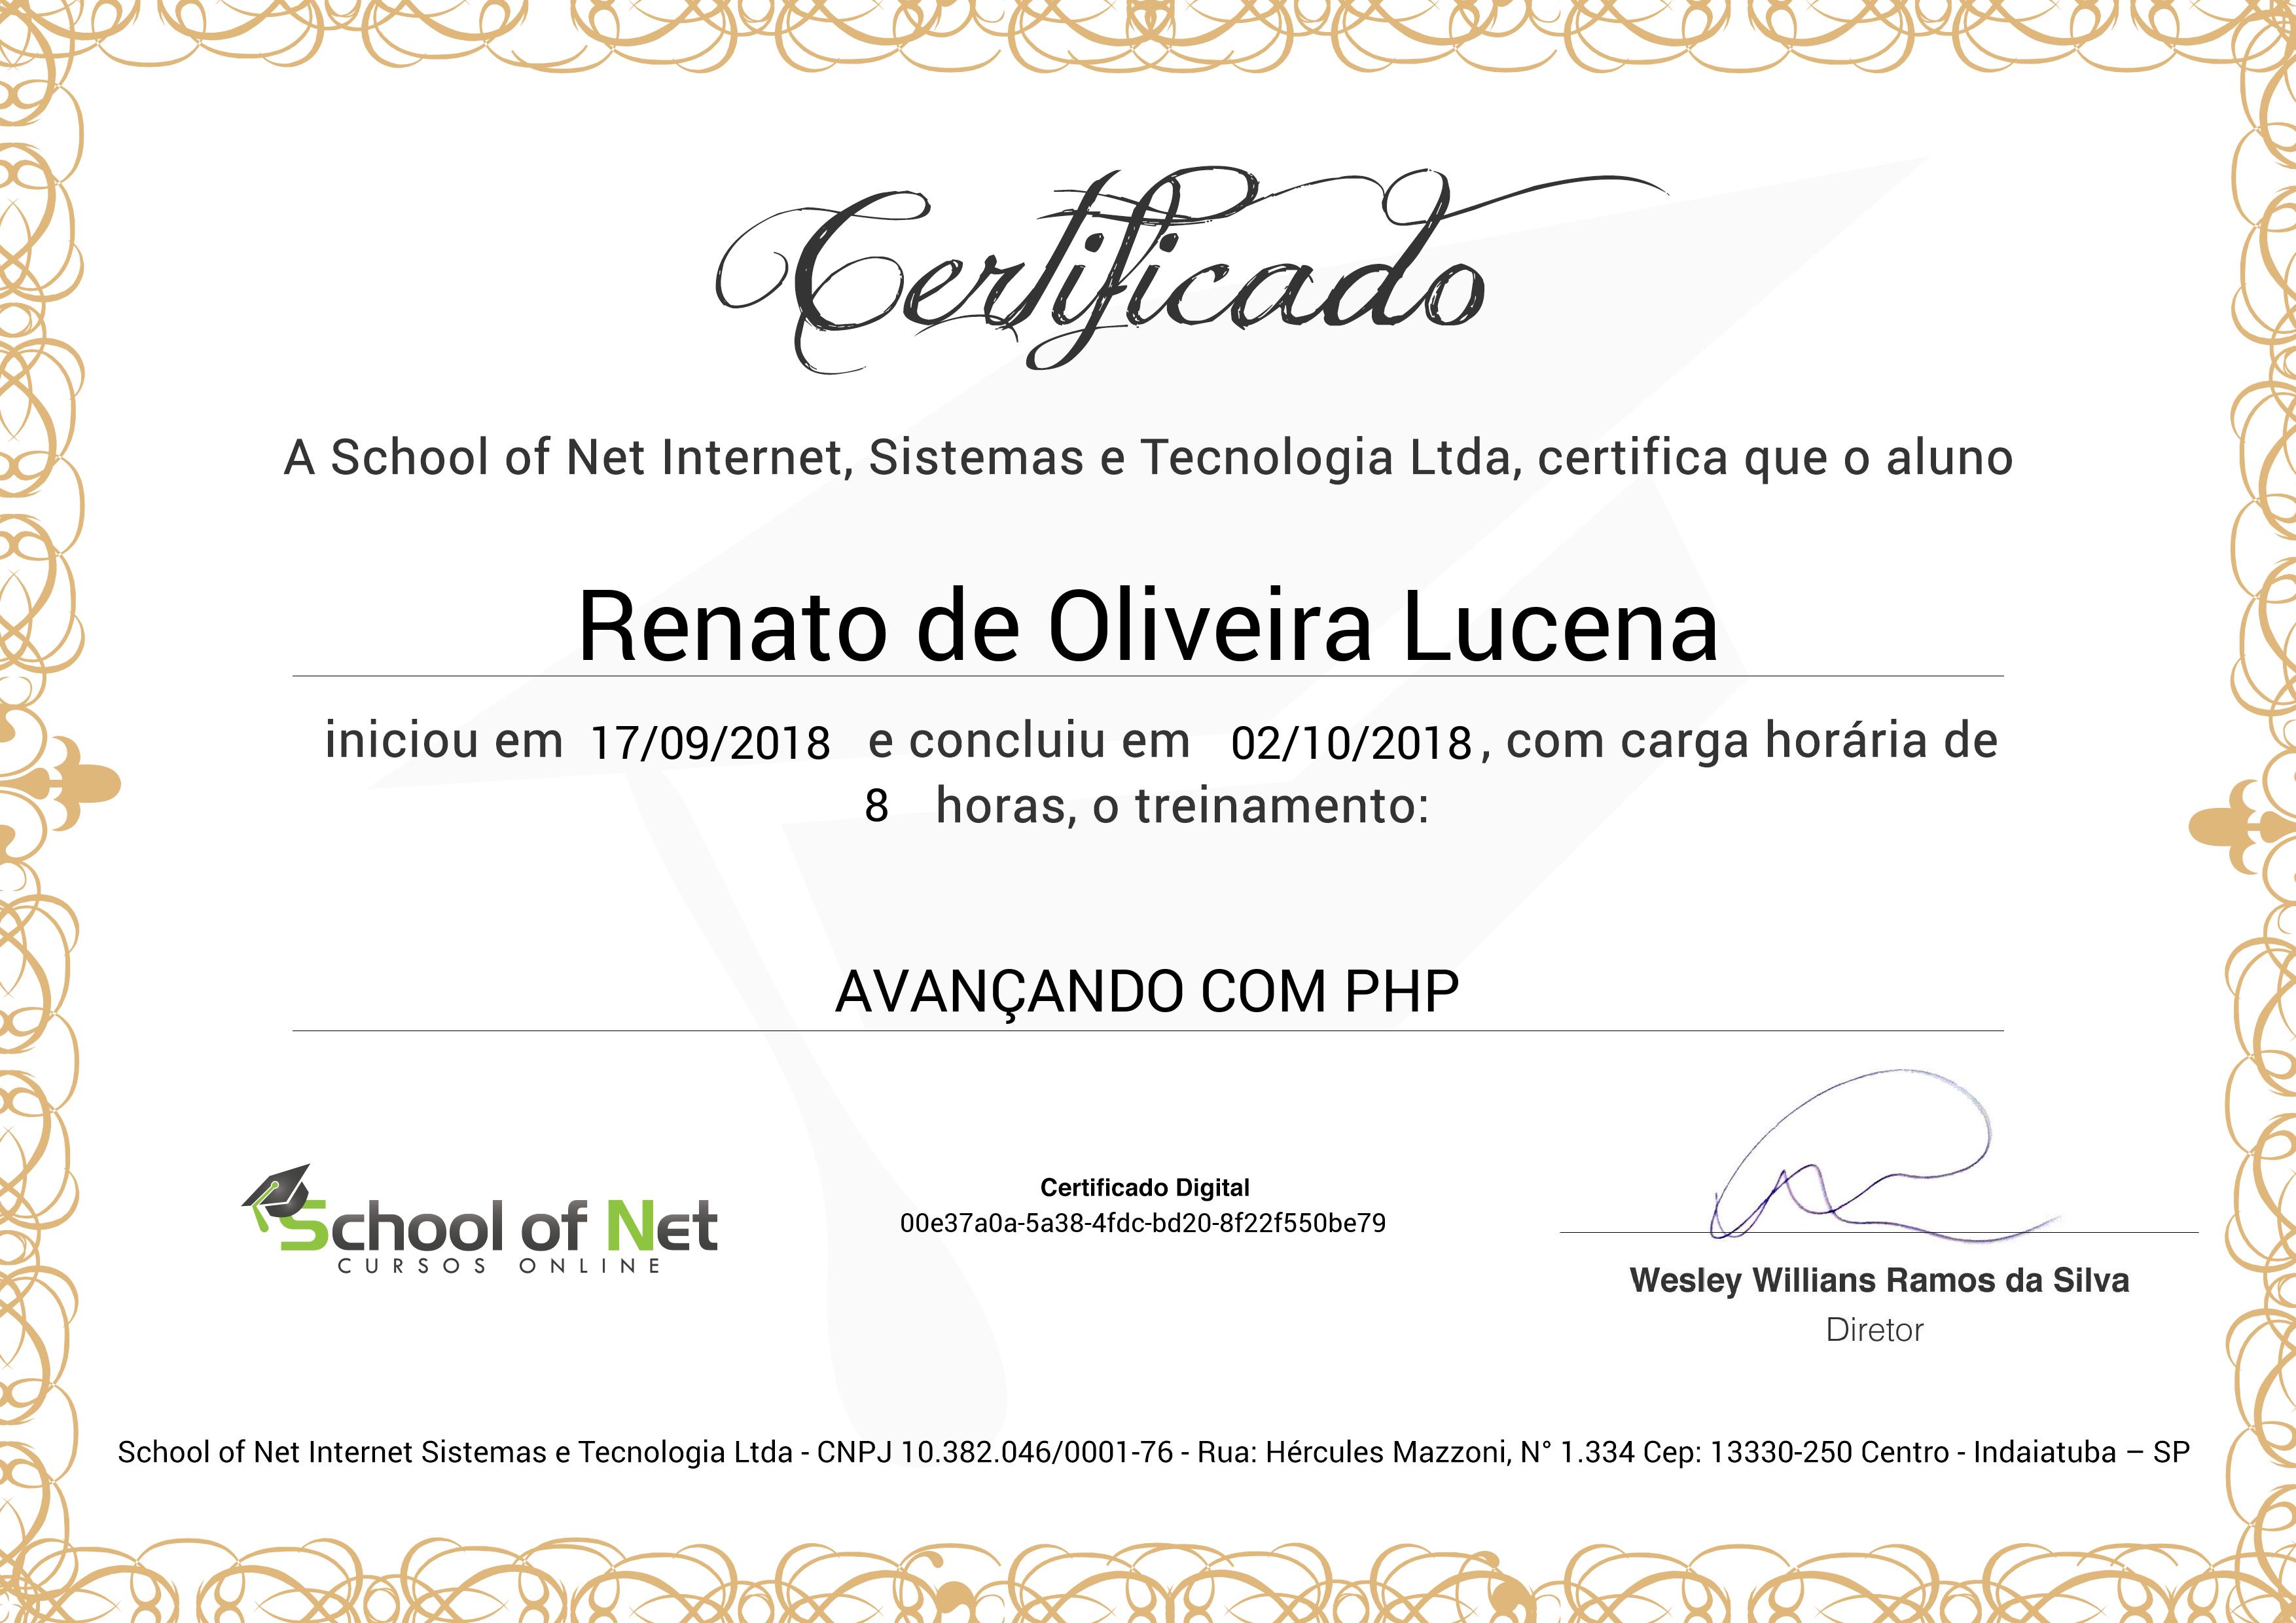 Certificado
A School of Net Internet, Sistemas e Tecnologia Ltda, certifica que o aluno
Renato de Oliveira Lucena
iniciou em 17/09/2018 e concluiu em 02/10/2018, com carga horária de
8 horas, o treinamento:
AVANÇANDO COM PHP
School of Net
CURSOS ONLINE
Certificado Digital
00e37a0a-5a38-4fdc-bd20-8f22f550be79
Wesley Willians Ramos da Silva
Diretor
School of Net Internet Sistemas e Tecnologia Ltda - CNPJ 10.382.046/0001-76 - Rua: Hércules Mazzoni, N° 1.334 Cep: 13330-250 Centro - Indaiatuba – SP